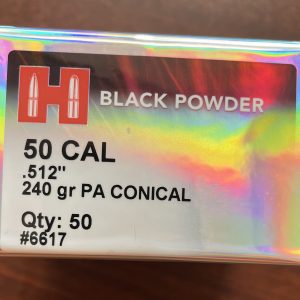 H BLACK POWDER
50 CAL
.512"
240 gr PA CONICAL
Qty: 50
#6617